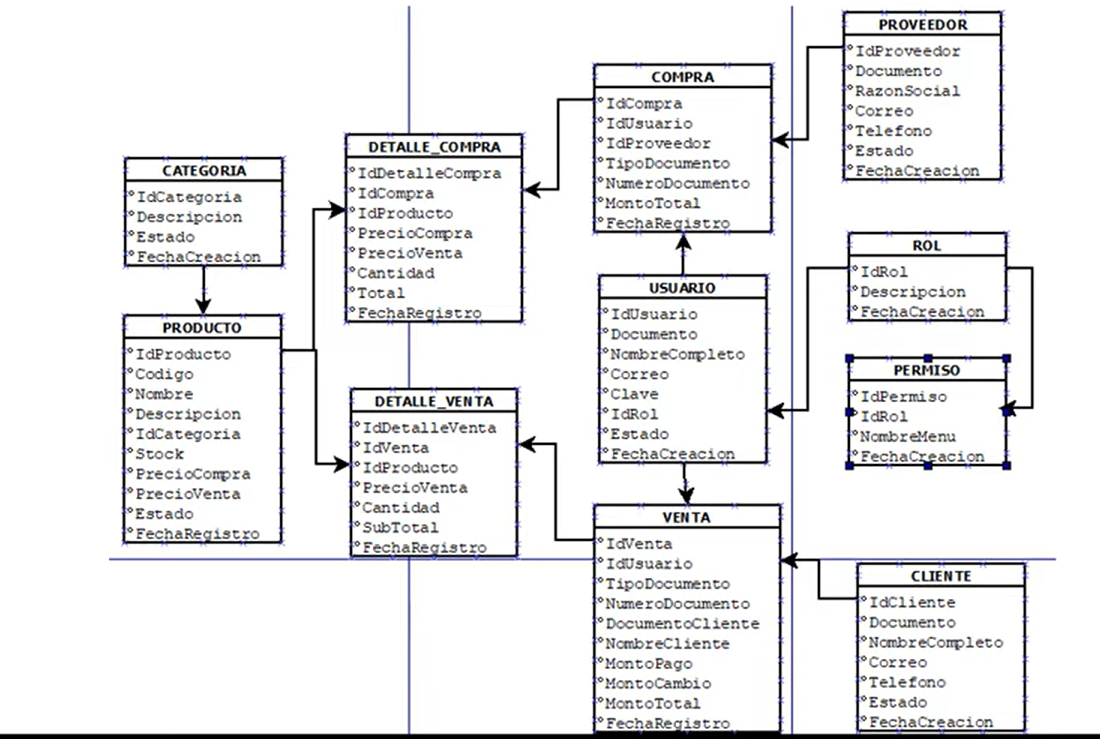 PROVEEDOR
IdProveedor
Documento
RazonSocial
Correo
Telefono
Estado
FechaCreacion
COMPRA
IdCompra
IdUsuario
IdProveedor
TipoDocumento
NumeroDocumento
MontoTotal
FechaRegistro
DETALLE_COMPRA
IdDetalleCompra
IdCompra
IdProducto
PrecioCompra
PrecioVenta
Cantidad
Total
FechaRegistro
CATEGORIA
IdCategoria
Descripcion
Estado
FechaCreacion
ROL
IdRol
Descripcion
FechaCreacion
USUARIO
IdUsuario
Documento
NombreCompleto
Correo
Clave
IdRol
Estado
FechaCreacion
PRODUCTO
IdProducto
Codigo
Nombre
Descripcion
IdCategoria
Stock
PrecioCompra
PrecioVenta
Estado
FechaRegistro
PERMISO
IdPermiso
IdRol
NombreMenu
FechaCreacion
DETALLE_VENTA
IdDetalleVenta
IdVenta
IdProducto
PrecioVenta
Cantidad
SubTotal
FechaRegistro
VENTA
IdVenta
IdUsuario
TipoDocumento
NumeroDocumento
DocumentoCliente
NombreCliente
MontoPago
MontoCambio
MontoTotal
FechaRegistro
CLIENTE
IdCliente
Documento
NombreCompleto
Correo
Telefono
Estado
FechaCreacion